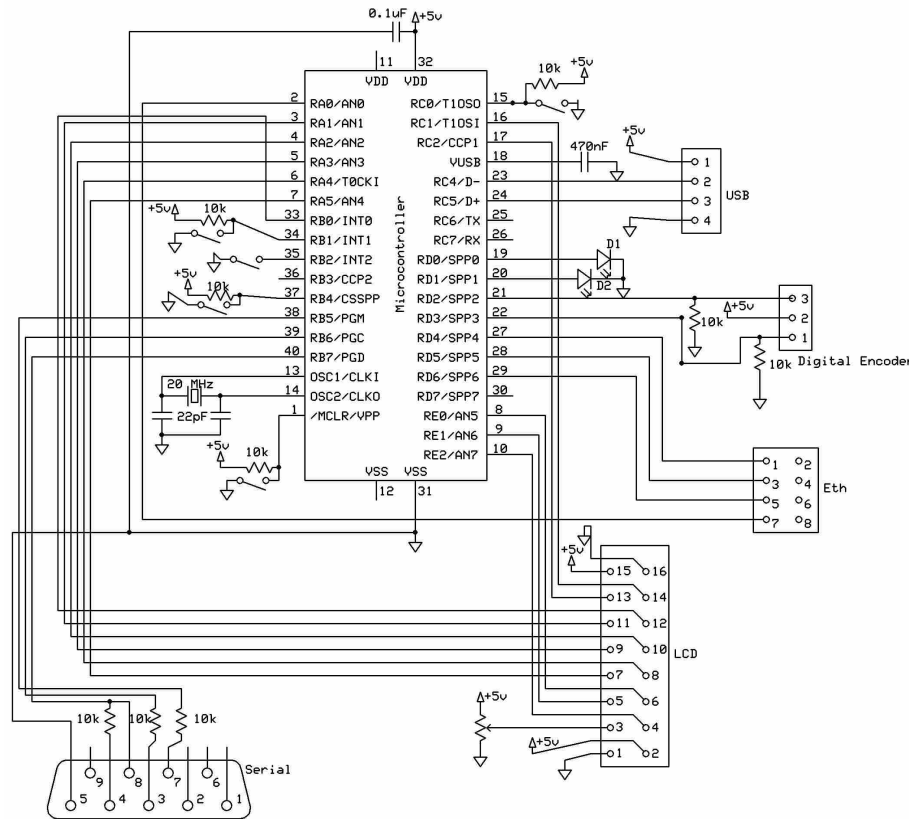 0.1uF
+5v
11
32
VDD
VDD
Microcontroller
2
RA0/AN0
3
RA1/AN1
4
RA2/AN2
5
RA3/AN3
6
RA4/T0CKI
7
RA5/AN4
33
RB0/INT0
34
RB1/INT1
35
RB2/INT2
36
RB3/CCP2
37
RB4/CSSPP
38
RB5/PGM
39
RB6/PGC
40
RB7/PGD
13
OSC1/CLKI
14
OSC2/CLKO
1
/MCLR/VPP
RC0/T1OSO
15
RC1/T1OSI
16
RC2/CCP1
17
VUSB
18
RC4/D-
23
RC5/D+
24
RC6/TX
25
RC7/RX
26
RD0/SPP0
19
RD1/SPP1
20
RD2/SPP2
21
RD3/SPP3
22
RD4/SPP4
27
RD5/SPP5
28
RD6/SPP6
29
RD7/SPP7
30
RE0/AN5
8
RE1/AN6
9
RE2/AN7
10
VSS
VSS
12
31
10k
+5v
470nF
+5v
1
2
3
4
USB
+5v
10k
+5v
10k
D1
D2
+5v
3
2
1
10k
10k
Digital Encoder
20 MHz
22pF
+5v
10k
1
2
3
4
5
6
7
8
Eth
+5v
15
16
13
14
11
12
9
10
7
8
5
6
3
4
1
2
LCD
+5v
+5v
10k
10k
10k
Serial
9
8
7
6
5
4
3
2
1